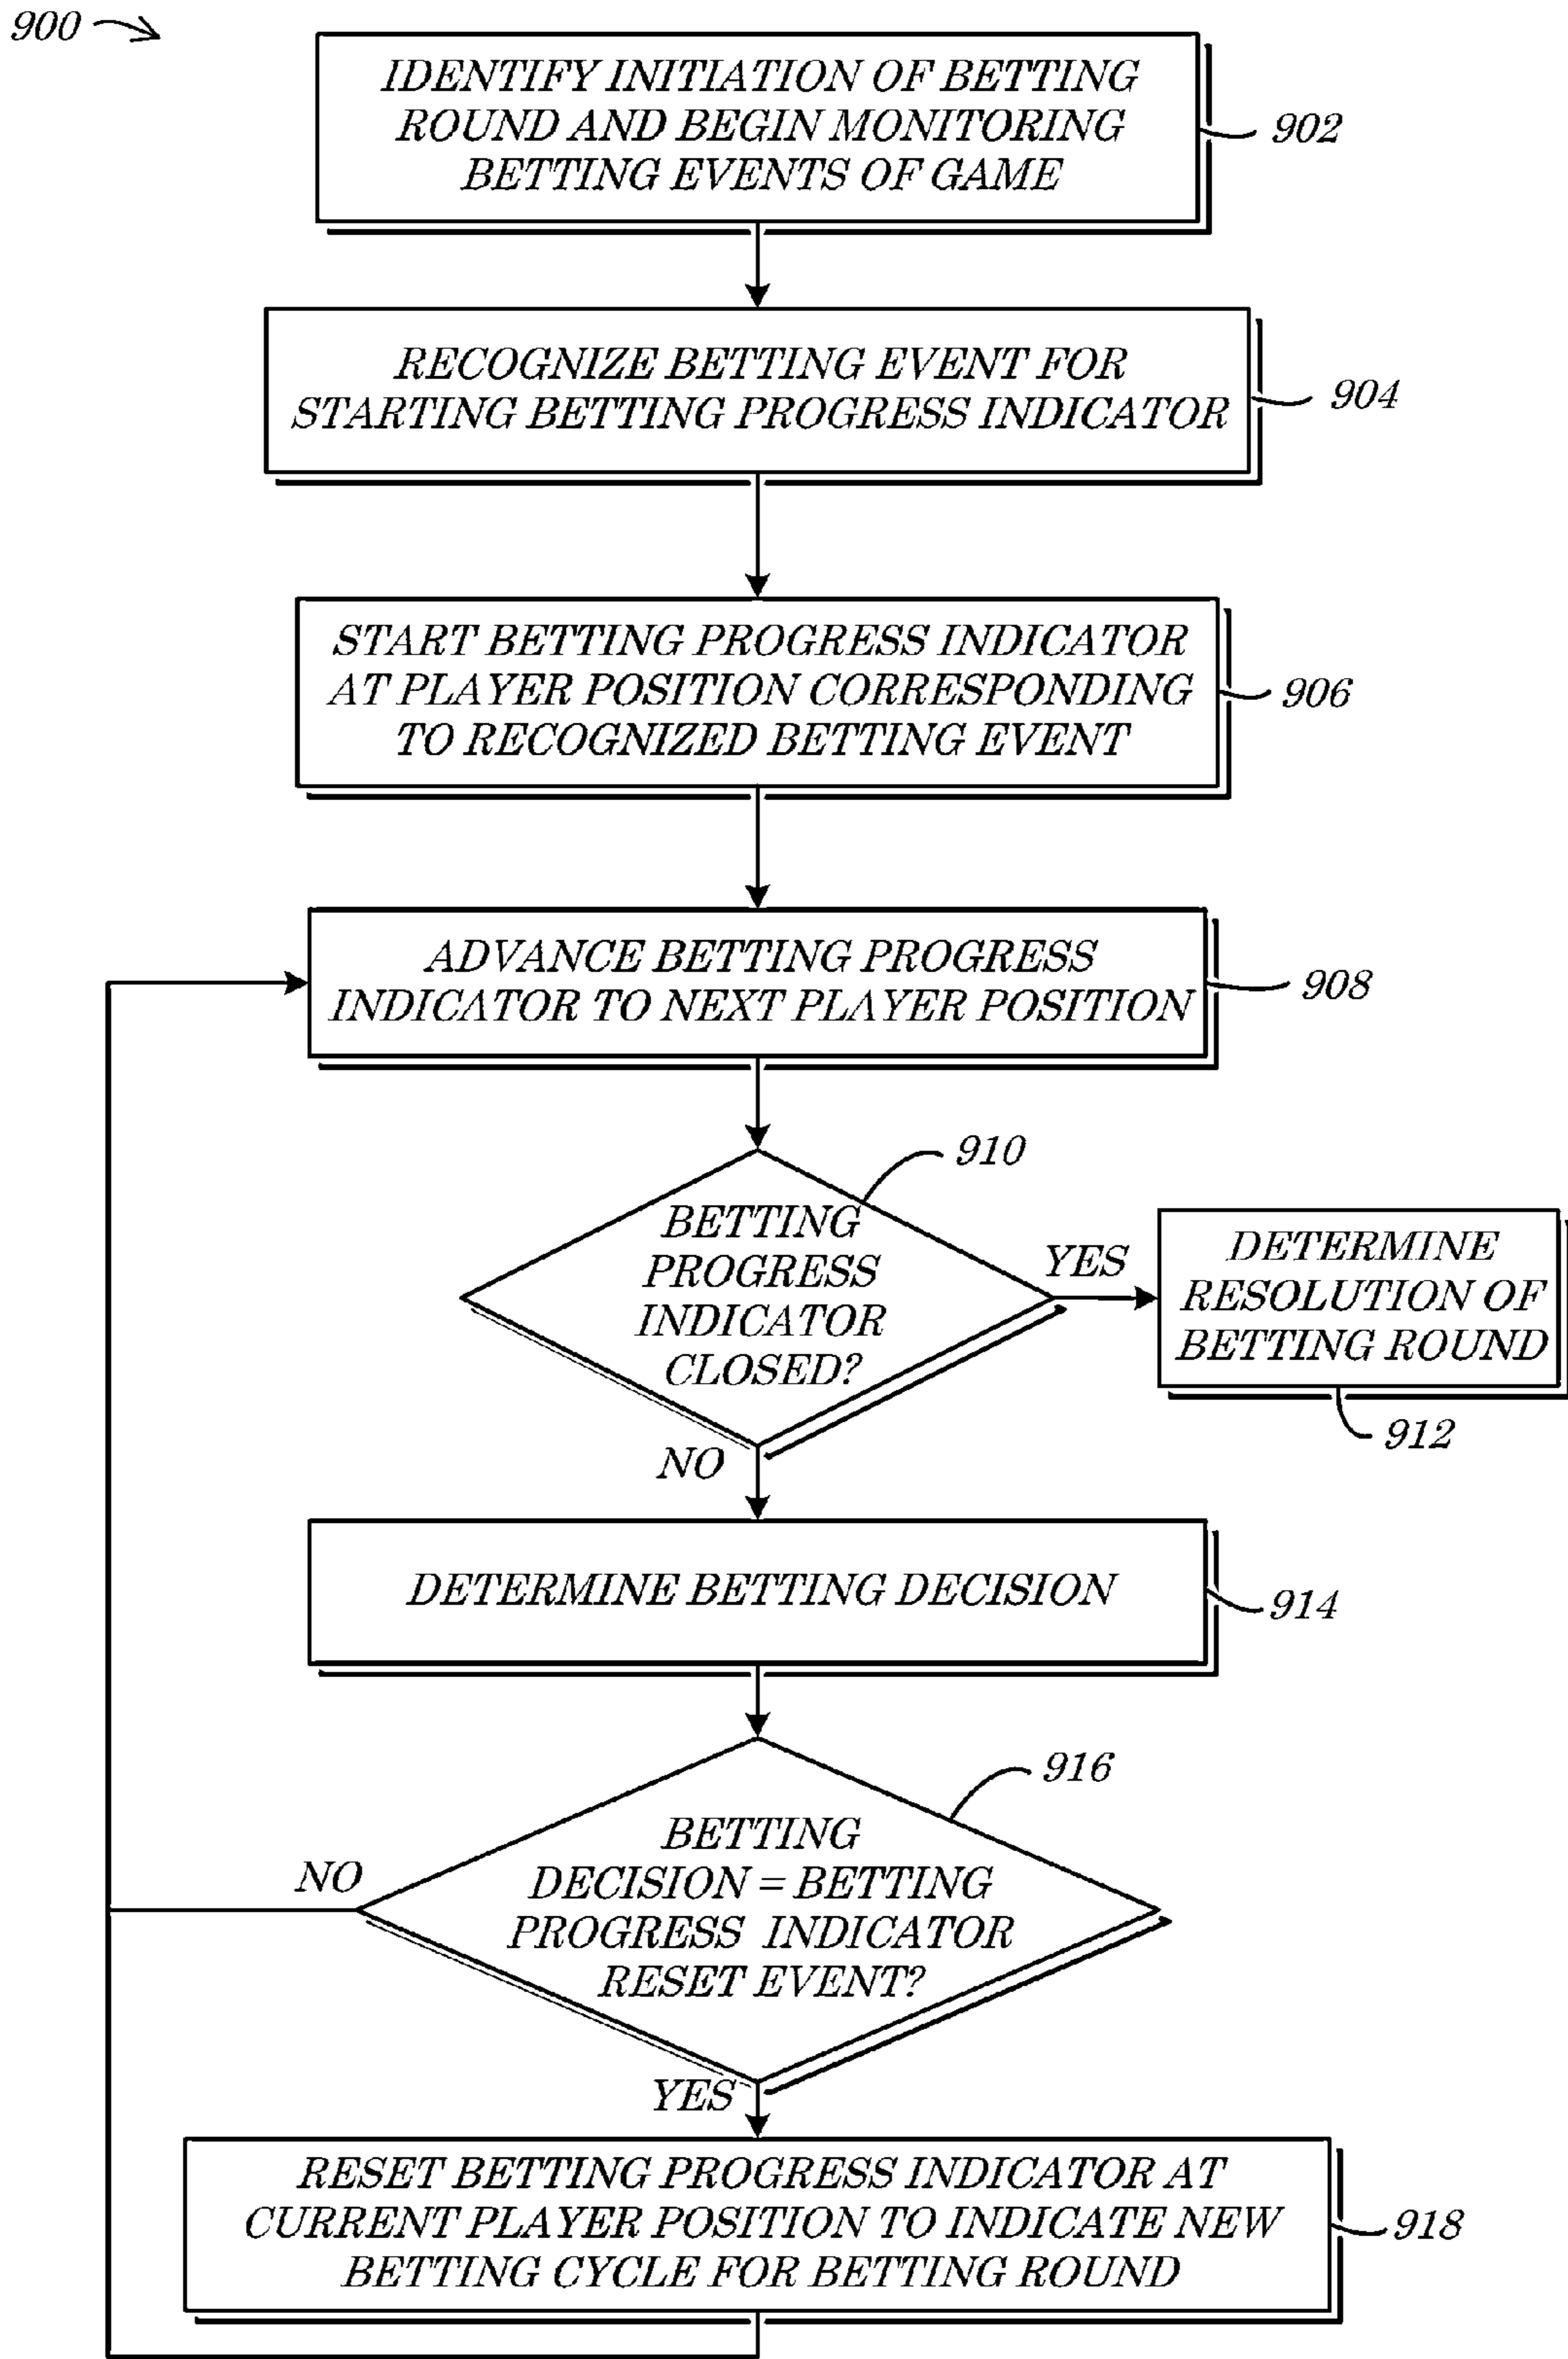 900
IDENTIFY INITIATION OF BETTING
ROUND AND BEGIN MONITORING
BETTING EVENTS OF GAME
902
RECOGNIZE BETTING EVENT FOR
STARTING BETTING PROGRESS INDICATOR
904
START BETTING PROGRESS INDICATOR
AT PLAYER POSITION CORRESPONDING
TO RECOGNIZED BETTING EVENT
906
ADVANCE BETTING PROGRESS
INDICATOR TO NEXT PLAYER POSITION
908
910
BETTING
PROGRESS
INDICATOR
CLOSED?
YES
DETERMINE
RESOLUTION OF
BETTING ROUND
912
NO
DETERMINE BETTING DECISION
914
916
BETTING
DECISION = BETTING
PROGRESS INDICATOR
RESET EVENT?
NO
YES
RESET BETTING PROGRESS INDICATOR AT
CURRENT PLAYER POSITION TO INDICATE NEW
BETTING CYCLE FOR BETTING ROUND
918